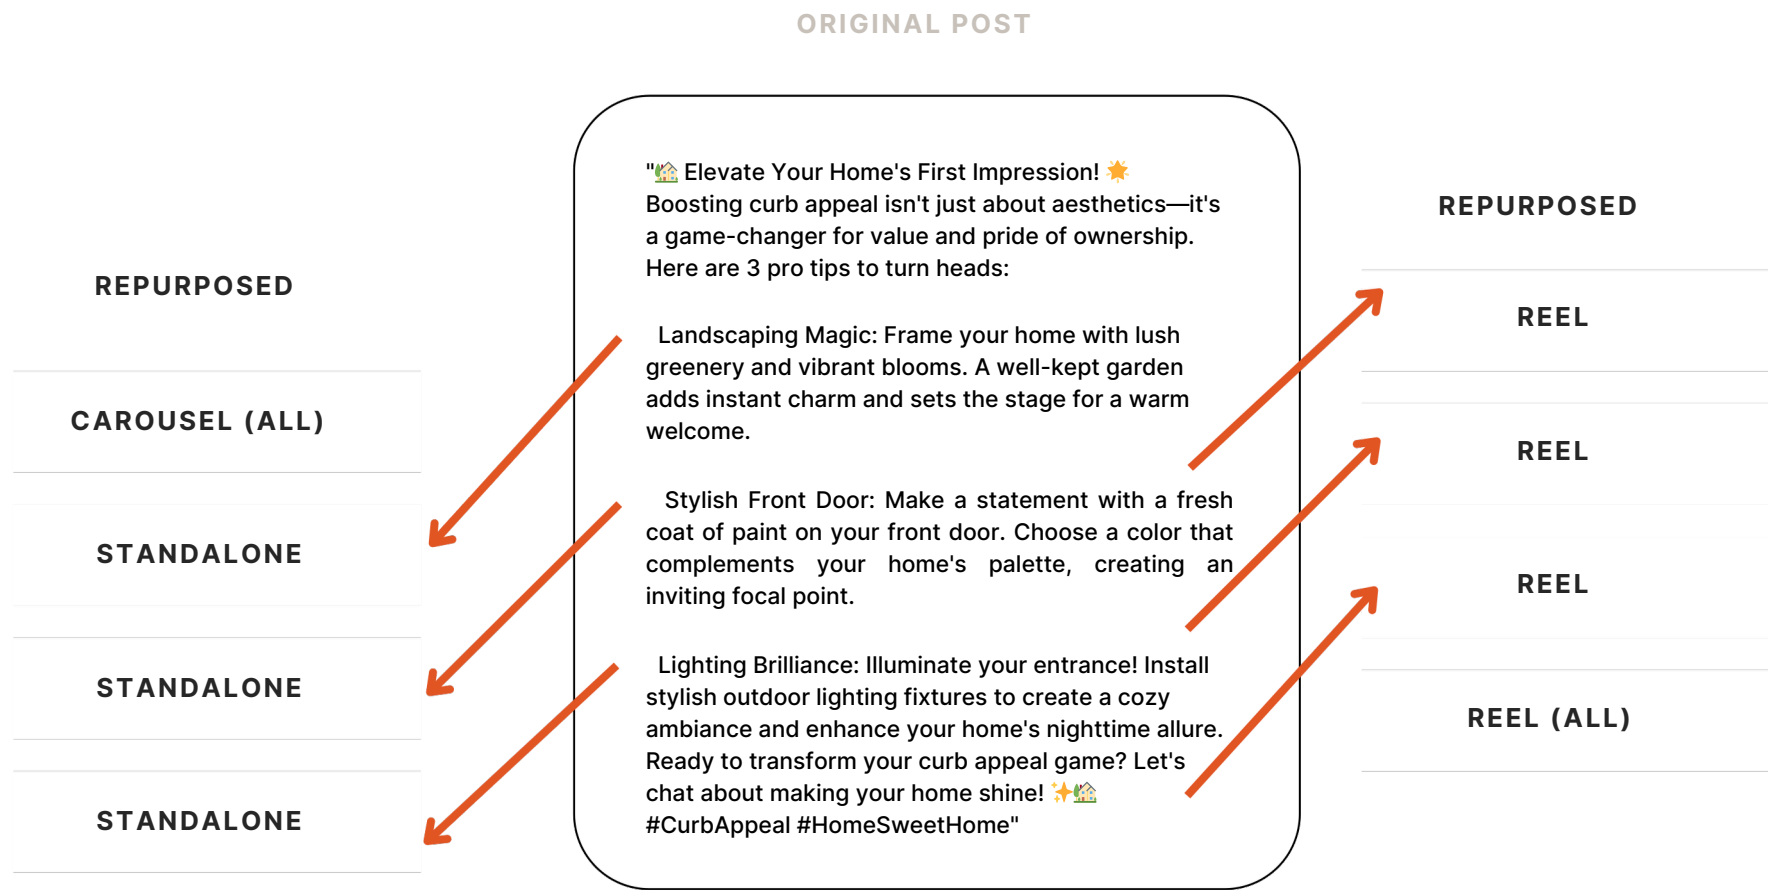 ORIGINAL POST
REPURPOSED
CAROUSEL (ALL)
STANDALONE
STANDALONE
STANDALONE
"🏡 Elevate Your Home's First Impression! 🌟
Boosting curb appeal isn't just about aesthetics—it's
a game-changer for value and pride of ownership.
Here are 3 pro tips to turn heads:
Landscaping Magic: Frame your home with lush
greenery and vibrant blooms. A well-kept garden
adds instant charm and sets the stage for a warm
welcome.
Stylish Front Door: Make a statement with a fresh
coat of paint on your front door. Choose a color that
complements your home's palette, creating an
inviting focal point.
Lighting Brilliance: Illuminate your entrance! Install
stylish outdoor lighting fixtures to create a cozy
ambiance and enhance your home's nighttime allure.
Ready to transform your curb appeal game? Let's
chat about making your home shine! ✨🏡
#CurbAppeal #HomeSweetHome"
REPURPOSED
REEL
REEL
REEL
REEL (ALL)